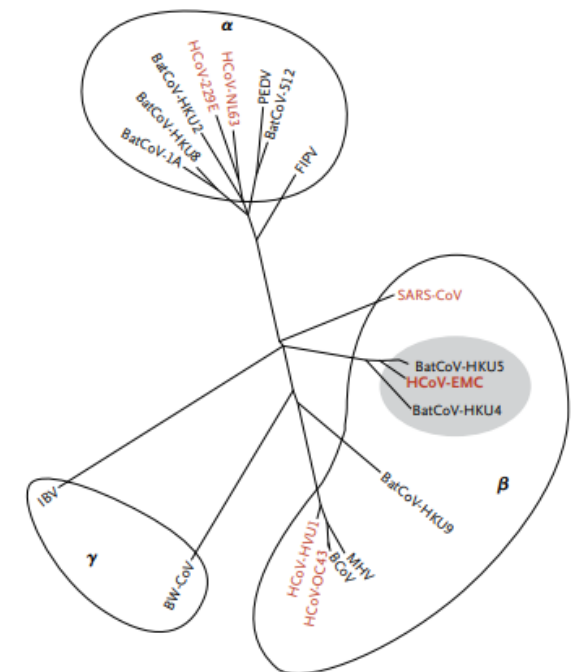 α
BatCoV-HKU2
HCoV-229E
HCoV-NL63
PEDV
BatCoV-512
BatCoV-HKU8
BatCoV-1A
FIPV
SARS-CoV
BatCoV-HKU5
HCoV-EMC
BatCoV-HKU4
β
BatCoV-HKU9
IBV
γ
BW-CoV
HCoV-HVU1
HCoV-OC43
BCoV
MHV